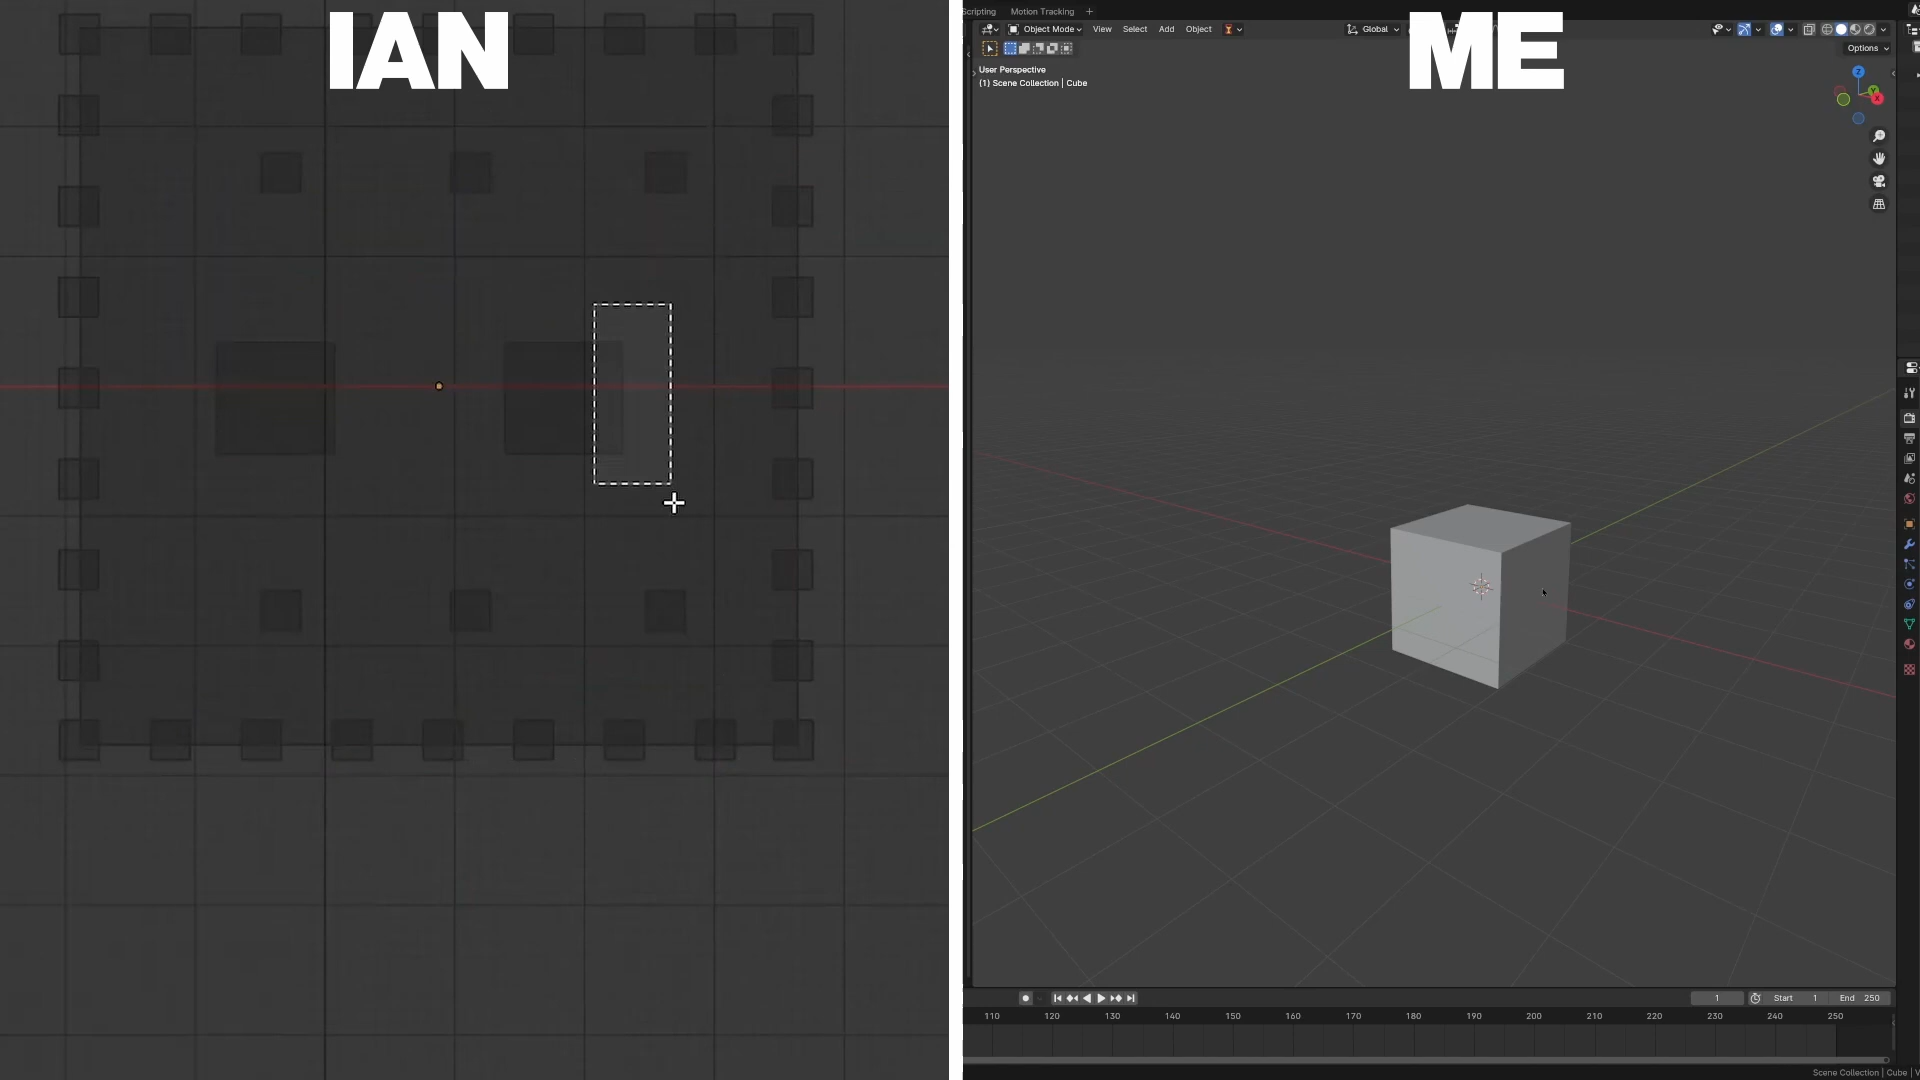 IAN
ME
Scripting Motion Tracking +
Object Mode View Select Add Object Global
Options
User Perspective
(1) Scene Collection | Cube
Z
Y
X
1 Start 1 End 250
110 120 130 140 150 160 170 180 190 200 210 220 230 240 250
Scene Collection | Cube | V